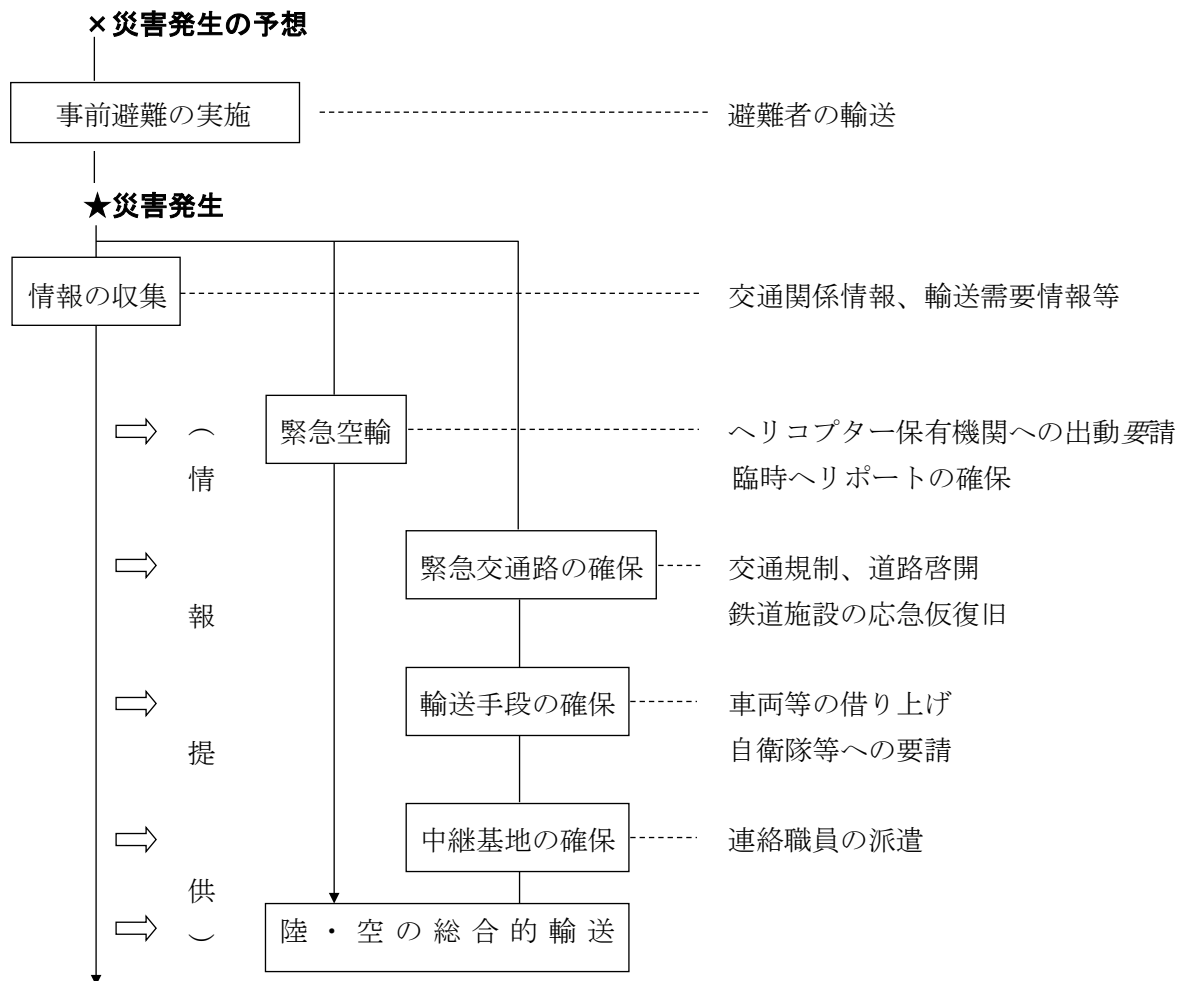 ×災害発生の予想
事前避難の実施
避難者の輸送
★災害発生
情報の収集
交通関係情報、輸送需要情報等
緊急空輸
ヘリコプター保有機関への出動要請
臨時ヘリポートの確保
（情報提供）
緊急交通路の確保
交通規制、道路啓開
鉄道施設の応急仮復旧
輸送手段の確保
車両等の借り上げ
自衛隊等への要請
中継基地の確保
連絡職員の派遣
陸・空の総合的輸送